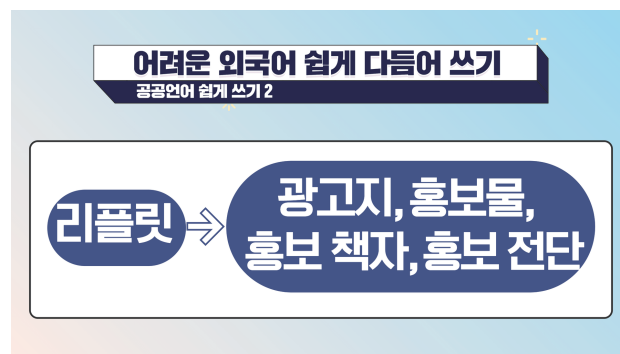 어려운 외국어 쉽게 다듬어 쓰기
공공언어 쉽게 쓰기 2
리플릿
광고지, 홍보물,
홍보 책자, 홍보 전단